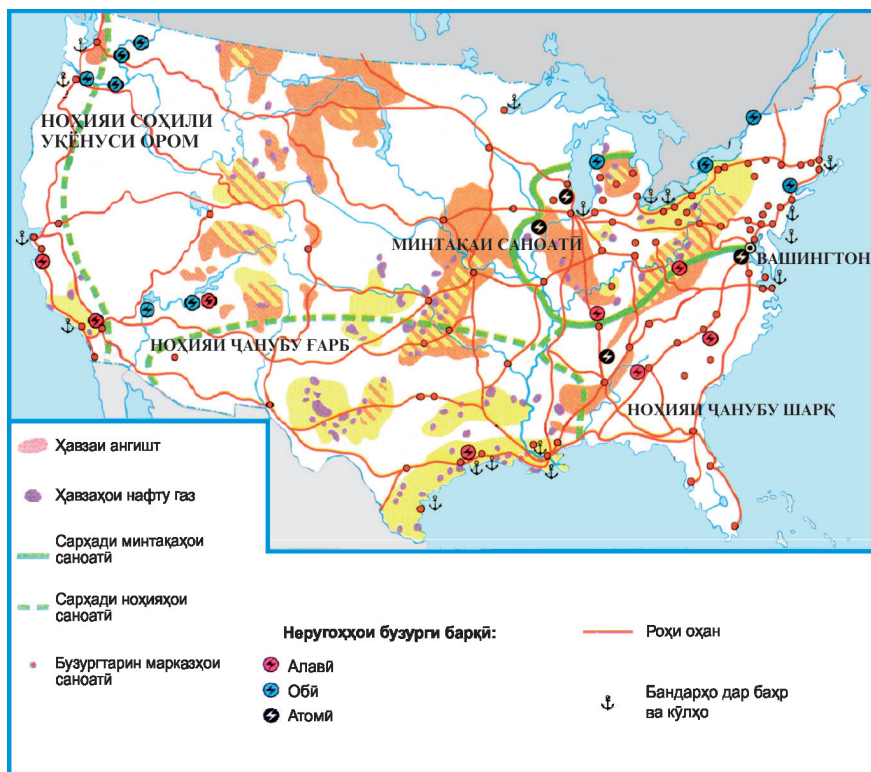 НОҲИЯИ СОҲИЛИ
УҚЁНУСИ ОРОМ
МИНТАҚАИ САНОАТӢ
ВАШИНГТОН
НОҲИЯИ ҶАНУБУ ҒАРБ
НОҲИЯИ ҶАНУБУ ШАРҚ
Ҳавзаи ангишт
Ҳавзаҳои нафту газ
Сарҳади минтақаҳои
саноатӣ
Сарҳади ноҳияҳои
саноатӣ
Бузургтарин марказҳои
саноатӣ
Неругоҳҳои бузурги барқӣ:
Алавӣ
Обӣ
Атомӣ
Роҳи оҳан
Бандарҳо дар баҳр
ва кӯлҳо